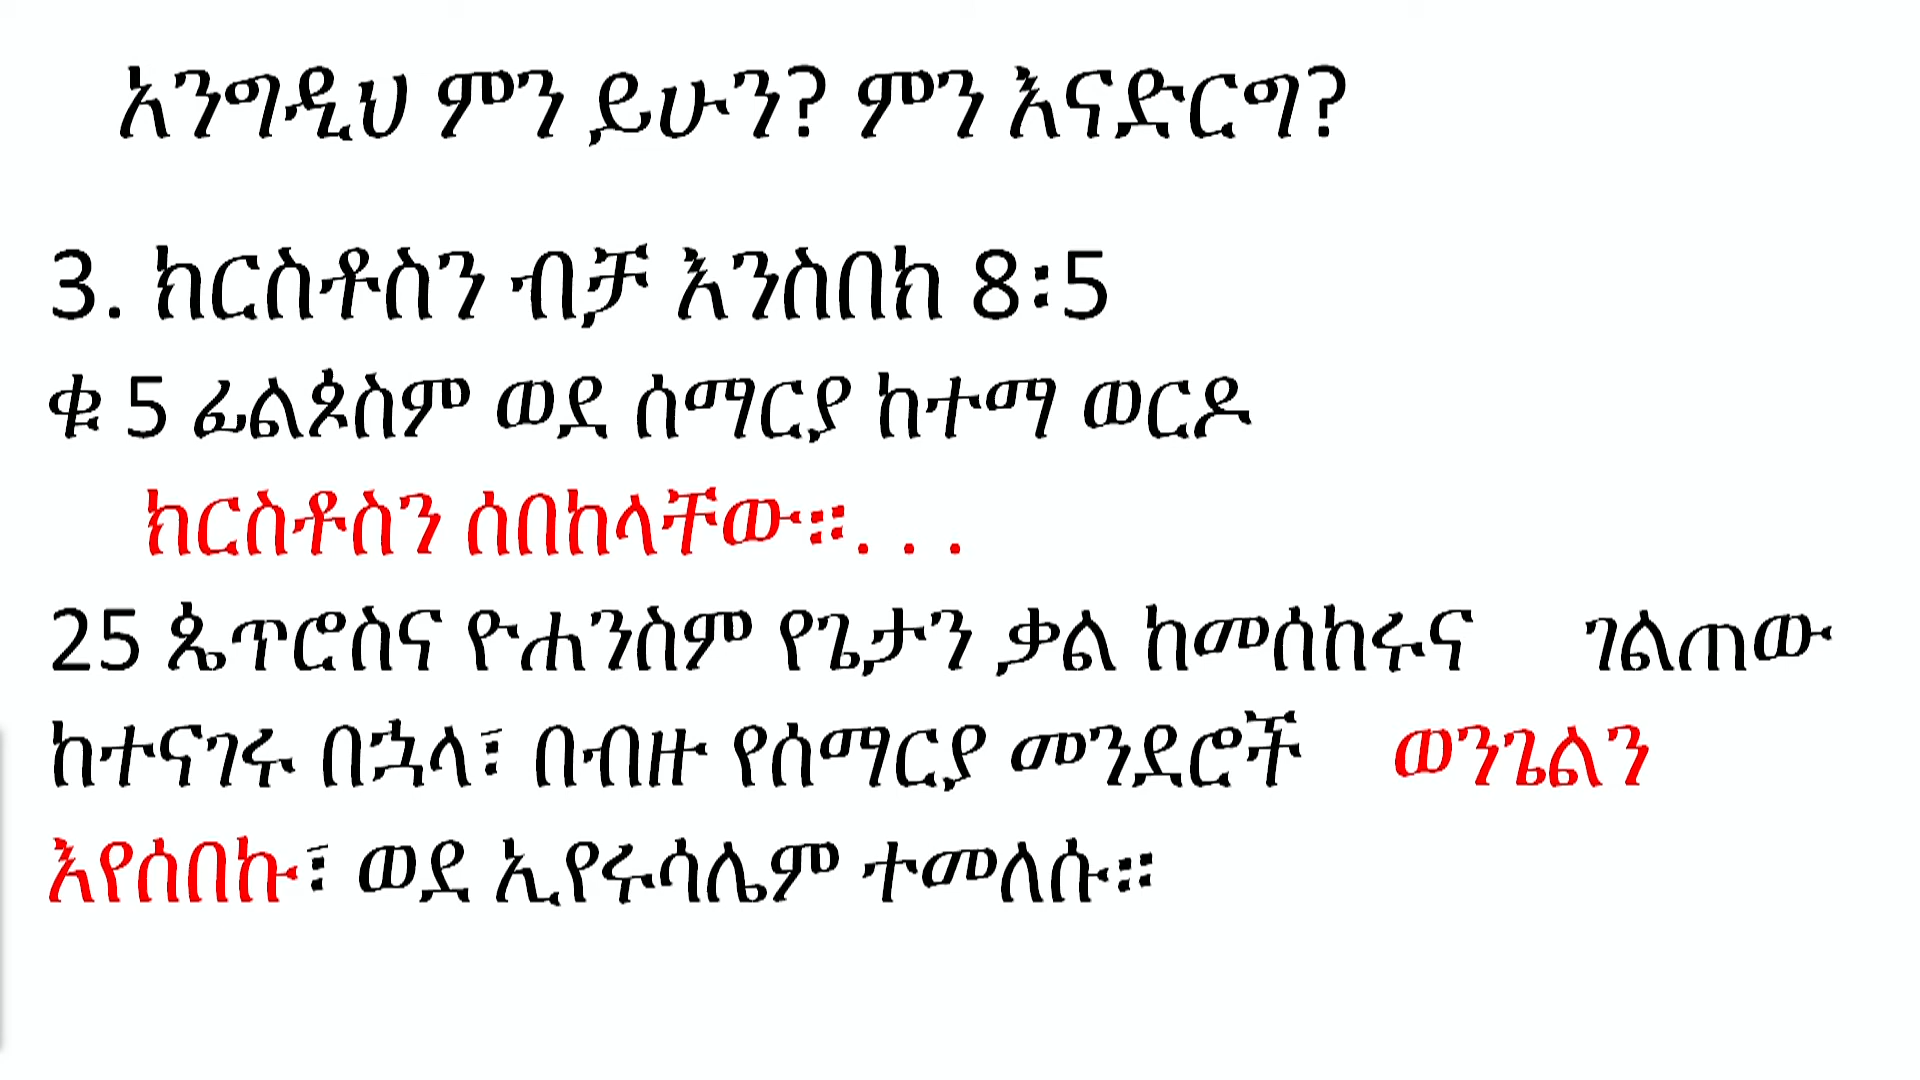 እንግዲህ ምን ይሁን? ምን እናድርግ?
3. ክርስቶስን ብቻ እንስበክ 8፡5
ቁ 5 ፊልጶስም ወደ ሰማርያ ከተማ ወርዶ
ክርስቶስን ሰበከላቸው።. . .
25 ጴጥሮስና ዮሐንስም የጌታን ቃል ከመሰከሩና ገልጠው
ከተናገሩ በኋላ፣ በብዙ የሰማርያ መንደሮች ወንጌልን
እየሰበኩ፣ ወደ ኢየሩሳሌም ተመለሱ።